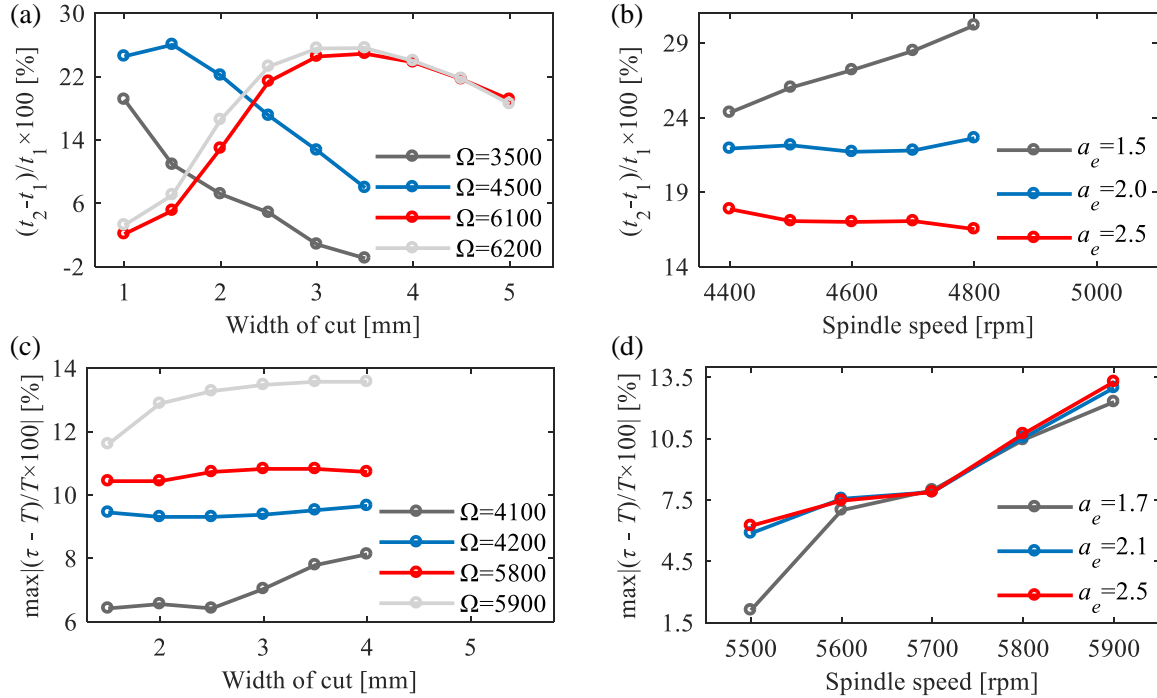 (a)
30
22
14
6
-2
(t2-t1)/t1×100 [%]
Ω=3500
Ω=4500
Ω=6100
Ω=6200
1 2 3 4 5
Width of cut [mm]
(b)
29
24
19
14
(t2-t1)/t1×100 [%]
ae=1.5
ae=2.0
ae=2.5
4400 4600 4800 5000
Spindle speed [rpm]
(c)
14
12
10
8
6
max|(τ - T)/T×100| [%]
Ω=4100
Ω=4200
Ω=5800
Ω=5900
2 3 4 5
Width of cut [mm]
(d)
13.5
10.5
7.5
4.5
1.5
max|(τ - T)/T×100| [%]
ae=1.7
ae=2.1
ae=2.5
5500 5600 5700 5800 5900
Spindle speed [rpm]